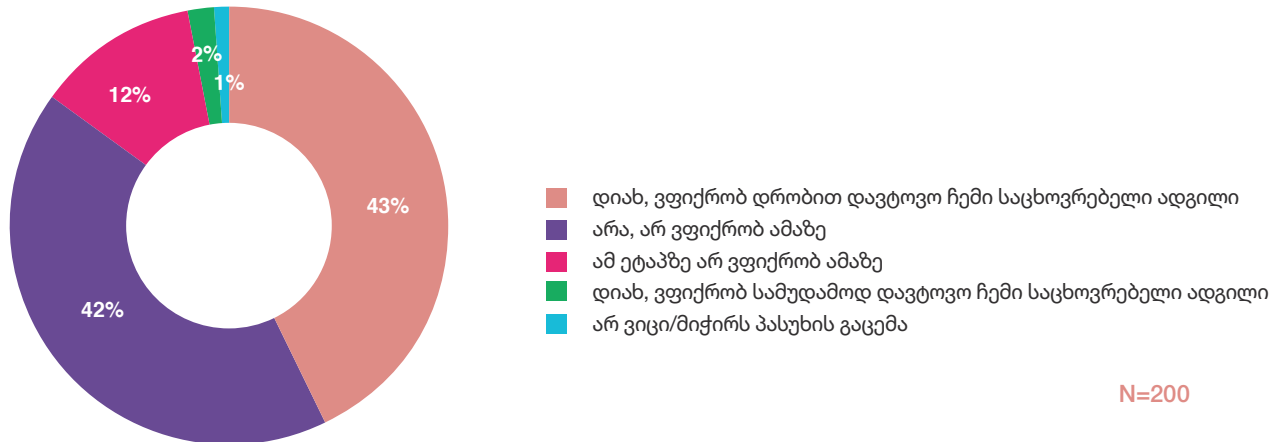 2%
1%
12%
43%
42%
დიახ, ვფიქრობ დროებით დავტოვო ჩემი საცხოვრებელი ადგილი
არა, არ ვფიქრობ ამაზე
ამ ეტაპზე არ ვფიქრობ ამაზე
დიახ, ვფიქრობ სამუდამოდ დავტოვო ჩემი საცხოვრებელი ადგილი
არ ვიცი/მიჭირს პასუხის გაცემა
N=200